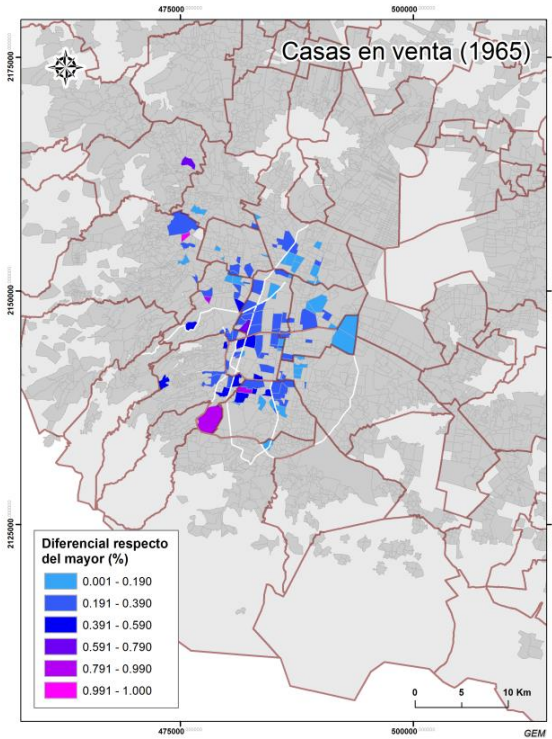 475000 500000
Casas en venta (1965)
2175000
2150000
2125000
Diferencial respecto
del mayor (%)
0.001 - 0.190
0.191 - 0.390
0.391 - 0.590
0.591 - 0.790
0.791 - 0.990
0.991 - 1.000
0 5 10 Km
475000 500000
GEM